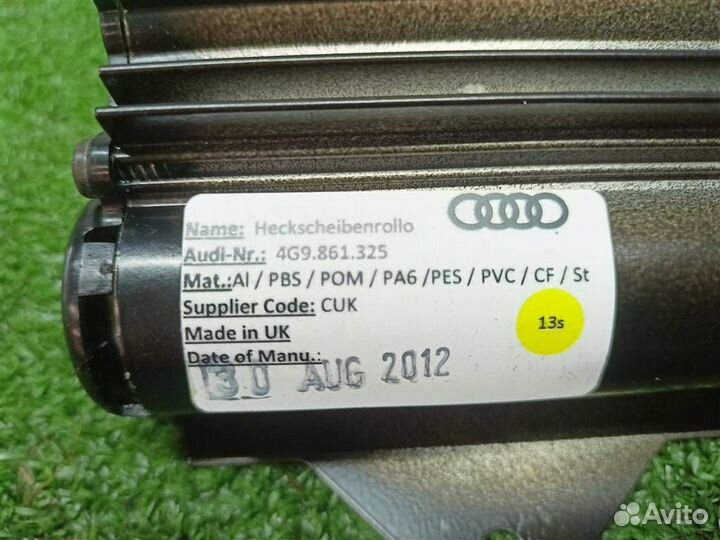 Name: Heckscheibenrollo
Audi-Nr.: 4G9.861.325
Mat.:Al / PBS / POM / PA6 /PES / PVC / CF / St
Supplier Code: CUK
13s
Made in UK
Date of Manu.:
30 AUG 2012
Avito